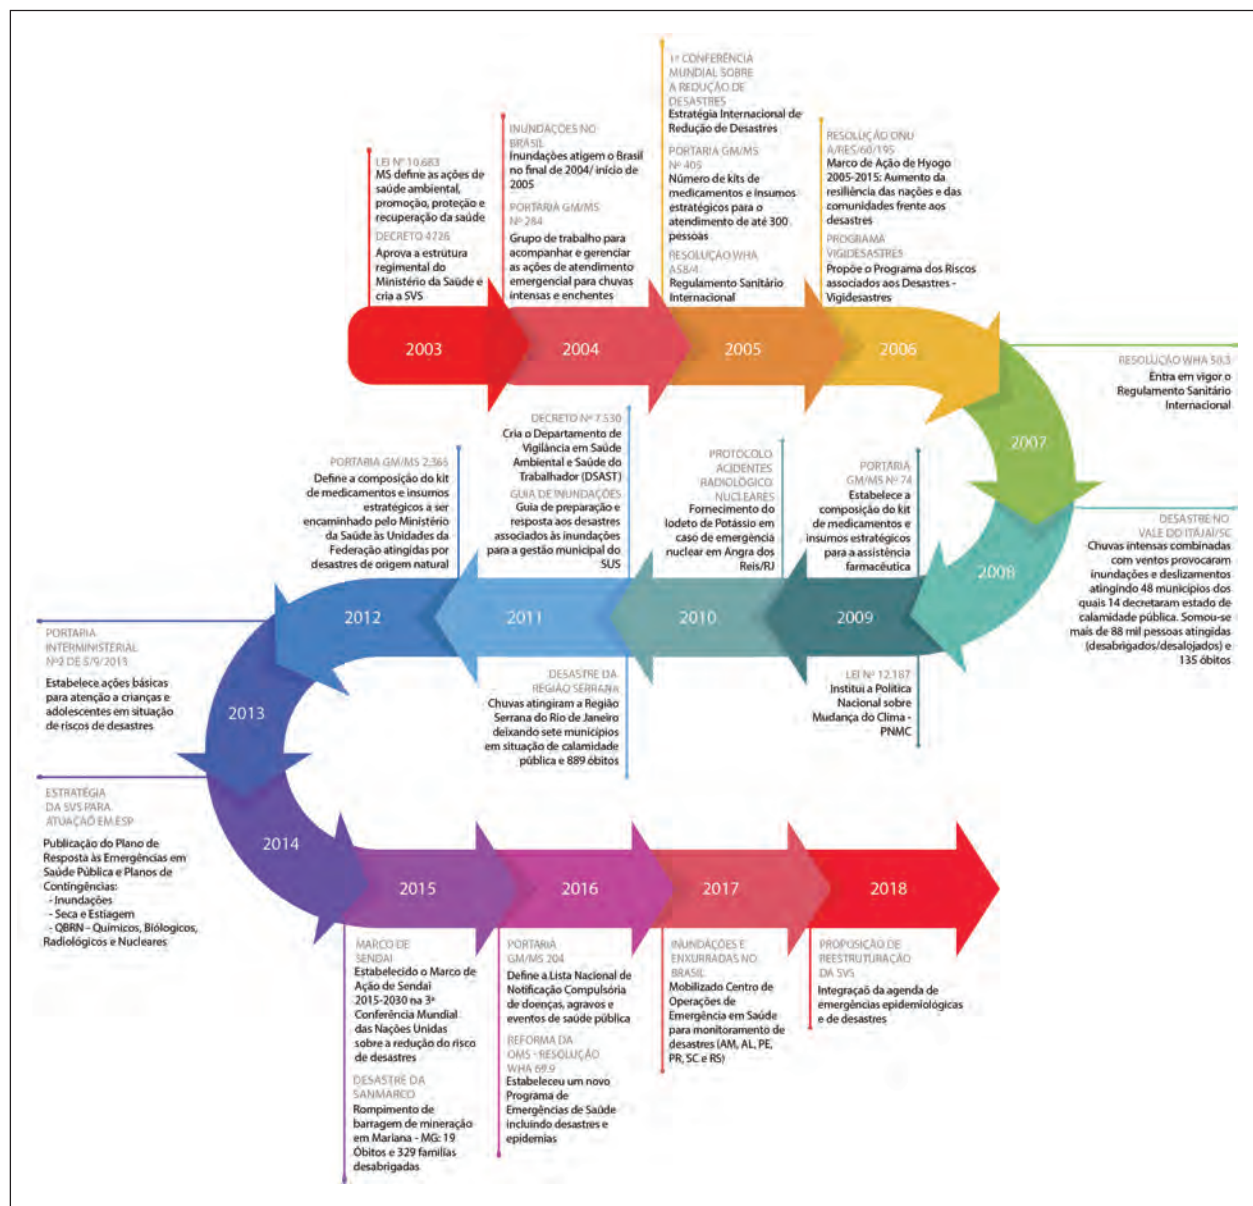 LEI Nº 10.683
MS define as ações de
saúde ambiental,
promoção, proteção e
recuperação da saúde
DECRETO 4726
Aprova a estrutura
regimental do
Ministério da Saúde e
cria a SVS
INUNDAÇÕES NO
BRASIL
Inundações atigem o Brasil
no final de 2004/ início de
2005
PORTARIA GM/MS
Nº 284
Grupo de trabalho para
acompanhar e gerenciar
as ações de atendimento
emergencial para chuvas
intensas e enchentes
1ª CONFERÊNCIA
MUNDIAL SOBRE
A REDUÇÃO DE
DESASTRES
Estratégia Internacional de
Redução de Desastres
PORTARIA GM/MS
Nº 405
Número de kits de
medicamentos e insumos
estratégicos para o
atendimento de até 300
pessoas
RESOLUÇÃO WHA
A58/4
Regulamento Sanitário
Internacional
RESOLUÇÃO ONU
A/RES/60/195
Marco de Ação de Hyogo
2005-2015: Aumento da
resiliência das nações e das
comunidades frente aos
desastres
PROGRAMA
VIGIDESASTRES
Propõe o Programa dos Riscos
associados aos Desastres -
Vigidesastres
2003
2004
2005
2006
RESOLUÇÃO WHA 50.3
Entra em vigor o
Regulamento Sanitário
Internacional
2007
DESASTRE NO
VALE DO ITAJAÍ/SC
Chuvas intensas combinadas
com ventos provocaram
inundações e deslizamentos
atingindo 48 municípios dos
quais 14 decretaram estado de
calamidade pública. Somou-se
mais de 88 mil pessoas atingidas
(desabrigados/desalojados) e
135 óbitos
2008
PORTARIA
GM/MS Nº 74
Estabelece a
composição do kit
de medicamentos e
insumos estratégicos
para a assistência
farmacêutica
2009
LEI Nº 12.187
Institui a Política
Nacional sobre
Mudança do Clima -
PNMC
PROTOCOLO
ACIDENTES
RADIOLÓGICO
NUCLEARES
Fornecimento do
Iodeto de Potássio em
caso de emergência
nuclear em Angra dos
Reis/RJ
2010
DECRETO Nº 7.530
Cria o Departamento de
Vigilância em Saúde
Ambiental e Saúde do
Trabalhador (DSAST)
GUIA DE INUNDAÇÕES
Guia de preparação e
resposta aos desastres
associados às inundações
para a gestão municipal do
SUS
2011
DESASTRE DA
REGIÃO SERRANA
Chuvas atingiram a Região
Serrana do Rio de Janeiro
deixando sete municípios
em situação de calamidade
pública e 889 óbitos
PORTARIA GM/MS 2.365
Define a composição do kit
de medicamentos e insumos
estratégicos a ser
encaminhado pelo Ministério
da Saúde às Unidades da
Federação atingidas por
desastres de origem natural
2012
PORTARIA
INTERMINISTERIAL
Nº2 DE 5/9/2013
Estabelece ações básicas
para atenção a crianças e
adolescentes em situação
de riscos de desastres
2013
ESTRATÉGIA
DA SVS PARA
ATUAÇÃO EM ESP
Publicação do Plano de
Resposta às Emergências em
Saúde Pública e Planos de
Contingências:
- Inundações
- Seca e Estiagem
- QBRN - Químicos, Biólogicos,
Radiológicos e Nucleares
2014
2015
2016
2017
2018
MARCO DE
SENDAI
Estabelecido o Marco de
Ação de Sendai
2015-2030 na 3ª
Conferência Mundial
das Nações Unidas
sobre a redução do risco
de desastres
DESASTRE DA
SANMARCO
Rompimento de
barragem de mineração
em Mariana - MG: 19
Óbitos e 329 famílias
desabrigadas
PORTARIA
GM/MS 204
Define a Lista Nacional de
Notificação Compulsória
de doenças, agravos e
eventos de saúde pública
REFORMA DA
OMS - RESOLUÇÃO
WHA 69.9
Estabeleceu um novo
Programa de
Emergências de Saúde
incluindo desastres e
epidemias
INUNDAÇÕES E
ENXURRADAS NO
BRASIL
Mobilizado Centro de
Operações de
Emergência em Saúde
para monitoramento de
desastres (AM, AL, PE,
PR, SC e RS)
PROPOSIÇÃO DE
REESTRUTURAÇÃO
DA SVS
Integraçaõ da agenda de
emergências epidemiológicas
e de desastres